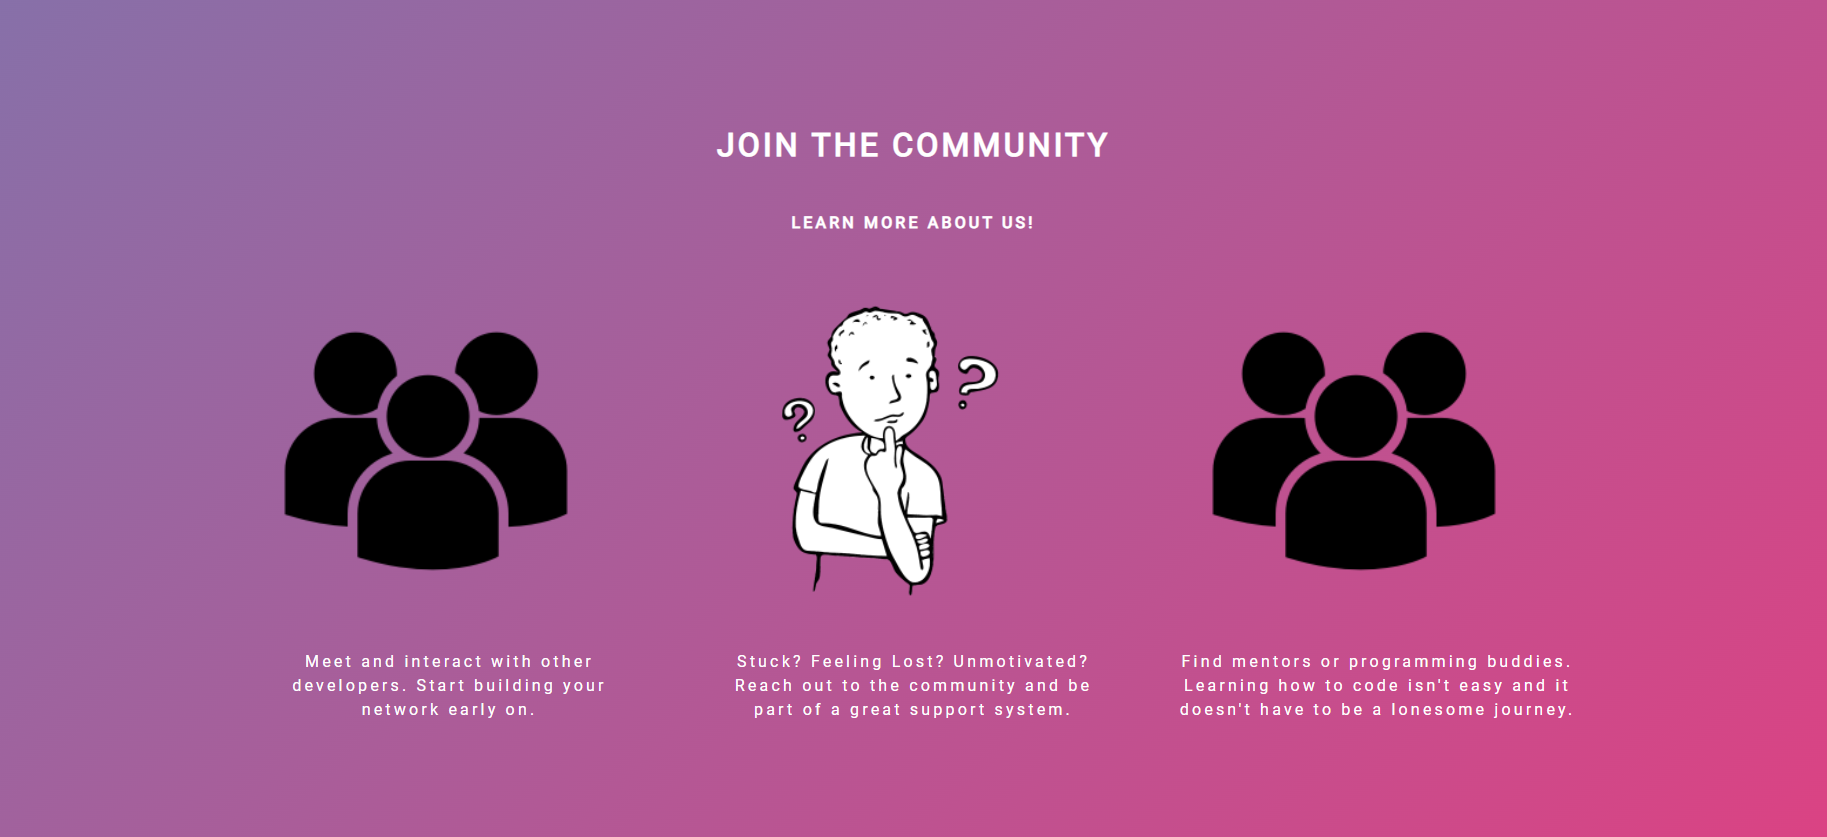 JOIN THE COMMUNITY
LEARN MORE ABOUT US!
? ?
Meet and interact with other
developers. Start building your
network early on.
Stuck? Feeling Lost? Unmotivated?
Reach out to the community and be
part of a great support system.
Find mentors or programming buddies.
Learning how to code isn't easy and it
doesn't have to be a lonesome journey.